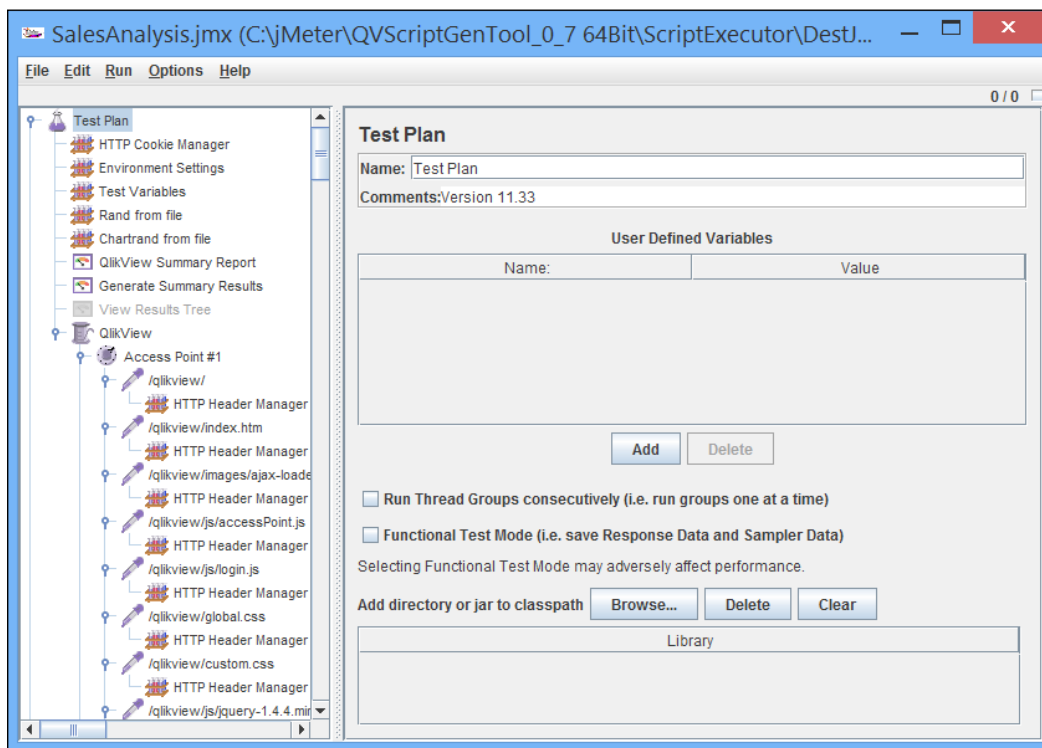 SalesAnalysis.jmx (C:\jMeter\QVScriptGenTool_0_7 64Bit\ScriptExecutor\DestJ...
File Edit Run Options Help
0 / 0
Test Plan
HTTP Cookie Manager
Environment Settings
Test Variables
Rand from file
Chartrand from file
QlikView Summary Report
Generate Summary Results
View Results Tree
QlikView
Access Point #1
/qlikview/
HTTP Header Manager
/qlikview/index.htm
HTTP Header Manager
/qlikview/images/ajax-loade
HTTP Header Manager
/qlikview/js/accessPoint.js
HTTP Header Manager
/qlikview/js/login.js
HTTP Header Manager
/qlikview/global.css
HTTP Header Manager
/qlikview/custom.css
HTTP Header Manager
/qlikview/js/jquery-1.4.4.min
Test Plan
Name: Test Plan
Comments:Version 11.33
User Defined Variables
Name: Value
Add Delete
Run Thread Groups consecutively (i.e. run groups one at a time)
Functional Test Mode (i.e. save Response Data and Sampler Data)
Selecting Functional Test Mode may adversely affect performance.
Add directory or jar to classpath Browse... Delete Clear
Library